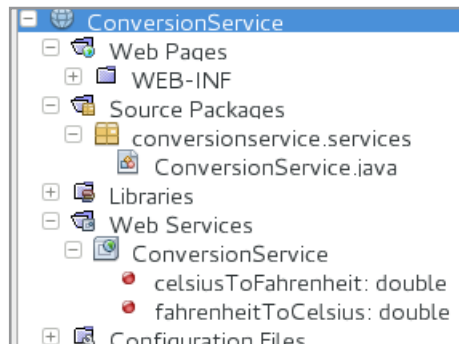 ConversionService
Web Pages
WEB-INF
Source Packages
conversionservice.services
ConversionService.java
Libraries
Web Services
ConversionService
celsiusToFahrenheit: double
fahrenheitToCelsius: double
Configuration Files